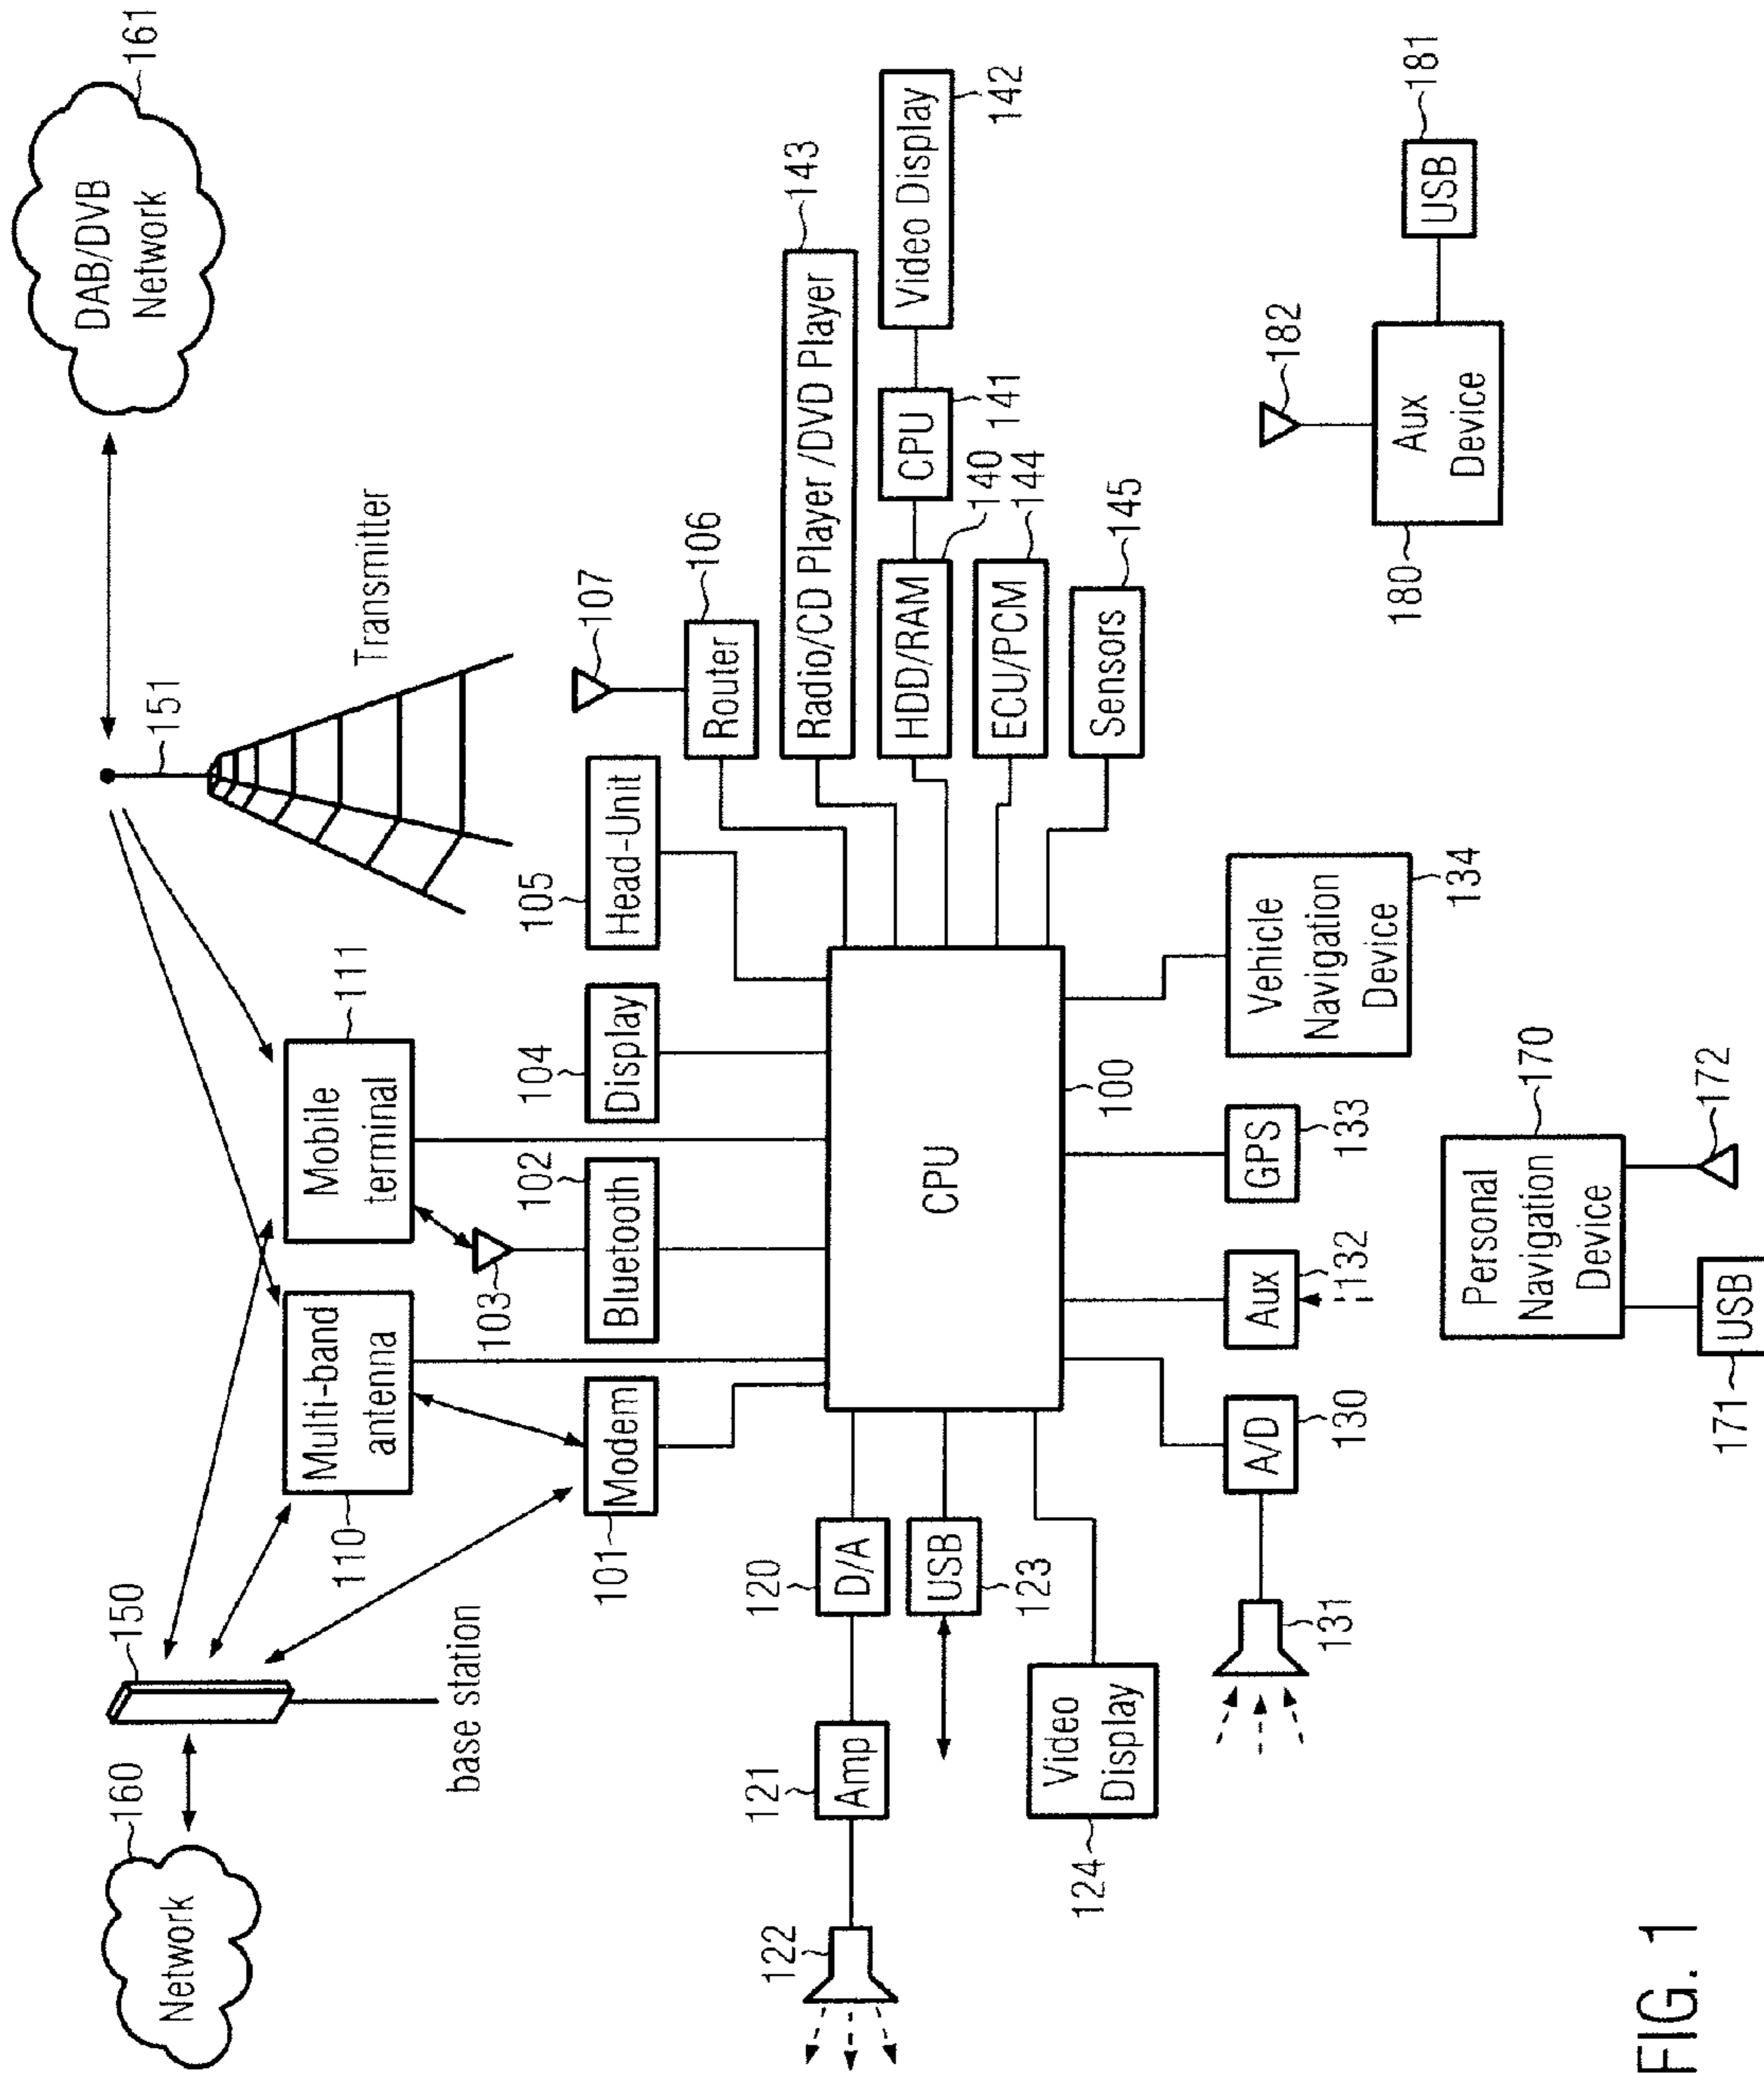 160
Network
150
base station
DAB/DVB
Network
161
151
Transmitter
110
Multi-band
antenna
Mobile
terminal
111
103
101
Modem
Bluetooth
102
104
Display
105
Head-Unit
107
Router
106
122
121
Amp
120
D/A
USB
123
124
Video
Display
CPU
100
Radio/CD Player /DVD Player
143
HDD/RAM
140
CPU
141
Video Display
142
ECU/PCM
144
Sensors
145
131
A/D
130
Aux
132
GPS
133
Vehicle
Navigation
Device
134
182
180
Aux
Device
USB
181
Personal
Navigation
Device
170
171
USB
172
FIG. 1